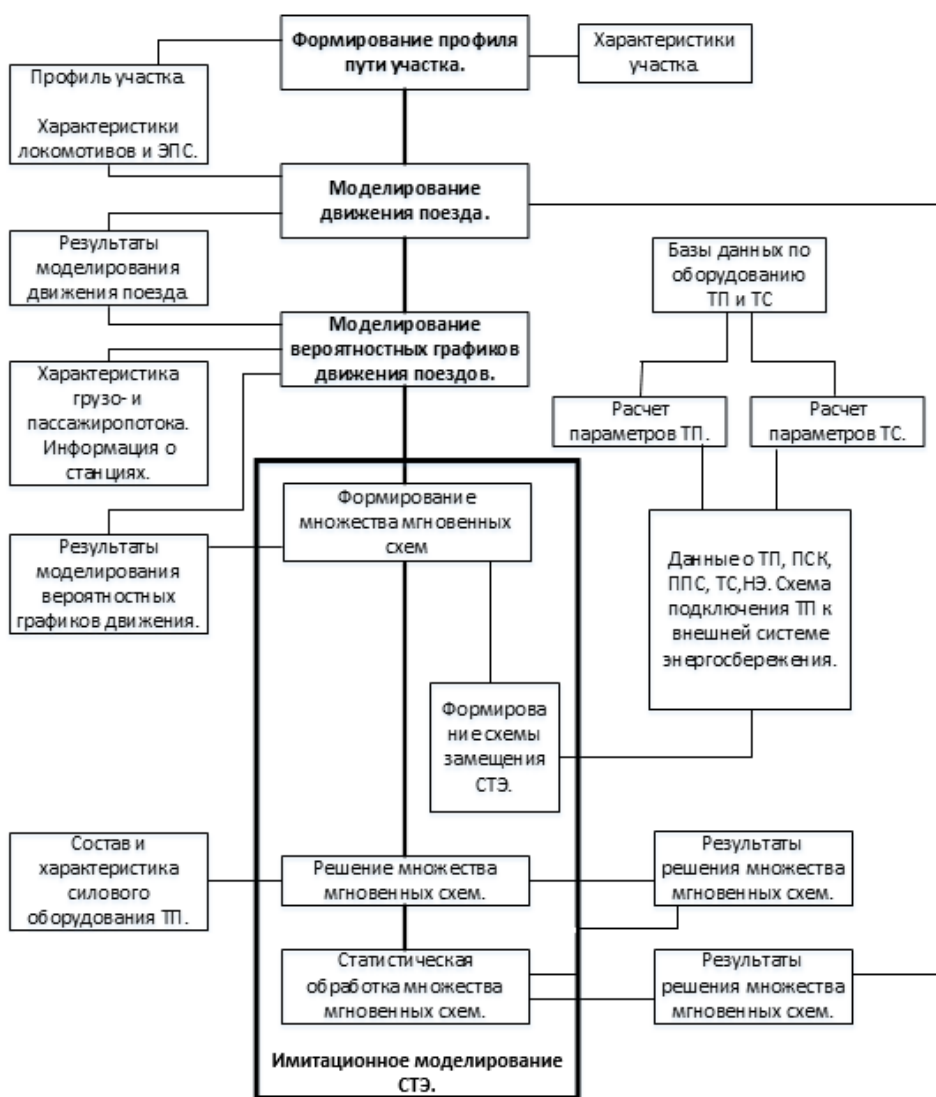 Формирование профиля
пути участка.
Характеристики
участка
Профиль участка
Характеристики
локомотивов и ЭПС.
Моделирование
движения поезда.
Результаты
моделирования
движения поезда
Базы данных по
оборудованию
ТП и ТС
Моделирование
вероятностных графиков
движения поездов.
Характеристика
грузо- и
пассажиропотока.
Информация о
станциях.
Расчет
параметров ТП.
Расчет
параметров ТС.
Формирование
множества мгновенных
схем
Результаты
моделирования
вероятностных
графиков движения.
Данные о ТП, ПСК,
ППС, ТС,НЭ. Схема
подключения ТП к
внешней системе
энергосбережения.
Формирова
ние схемы
замещения
СТЭ.
Состав и
характеристика
силового
оборудования ТП.
Решение множества
мгновенных схем.
Результаты
решения множества
мгновенных схем.
Статистическая
обработка множества
мгновенных схем.
Результаты
решения множества
мгновенных схем.
Имитационное моделирование
СТЭ.